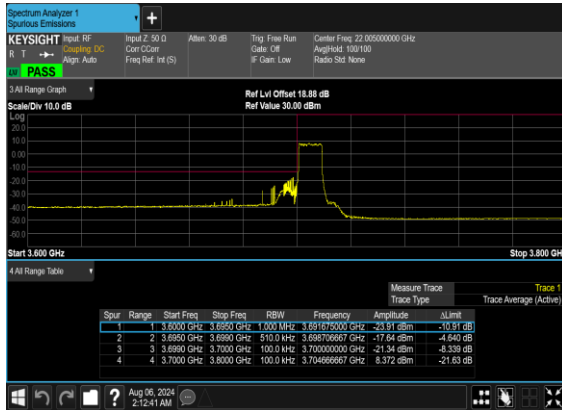 Spectrum Analyzer 1
Spurious Emissions
KEYSIGHT Input: RF Input Z: 50 Ω Atten: 30 dB Trig: Free Run Center Freq: 22.005000000 GHz
R T Coupling: DC Corr CCorr Gate: Off Avg|Hold: 100/100
Align: Auto Freq Ref: Int (S) IF Gain: Low Radio Std: None
LU PASS
3 All Range Graph Ref Lvl Offset 18.88 dB
Scale/Div 10.0 dB Ref Value 30.00 dBm
Log
20.0
10.0
0.00
-10.0
-20.0
-30.0
-40.0
-50.0
-60.0
Start 3.600 GHz Stop 3.800 GH
4 All Range Table
Measure Trace Trace 1
Trace Type Trace Average (Active)
Spur Range Start Freq Stop Freq RBW Frequency Amplitude ΔLimit
1 1 3.6000 GHz 3.6950 GHz 1.000 MHz 3.691675000 GHz -23.91 dBm -10.91 dB
2 2 3.6950 GHz 3.6990 GHz 510.0 kHz 3.698706667 GHz -17.64 dBm -4.640 dB
3 3 3.6990 GHz 3.7000 GHz 100.0 kHz 3.700000000 GHz -21.34 dBm -8.339 dB
4 4 3.7000 GHz 3.8000 GHz 100.0 kHz 3.704666667 GHz 8.372 dBm -21.63 dB
Aug 06, 2024
2:12:41 AM